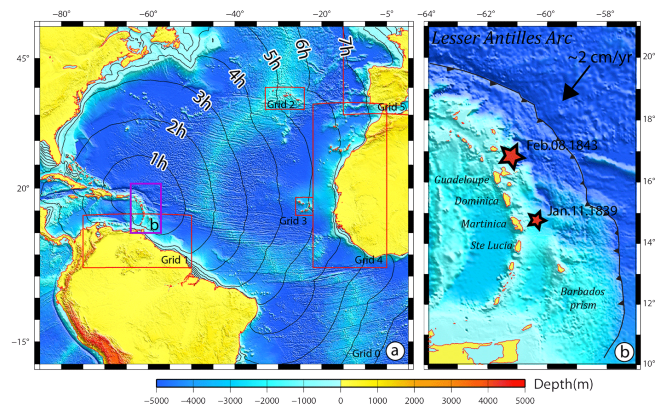 −80° −60° −40° −20° −5°
45°
20°
−15°
1h
2h
3h
4h
5h
6h
7h
Grid 2
Grid 5
Grid 3
b
Grid 1
Grid 4
Grid 0
a
−64° −62° −60° −58°
20°
18°
16°
14°
12°
10°
Lesser Antilles Arc
~2 cm/yr
Feb.08.1843
Guadeloupe
Dominica
Jan.11.1839
Martinica
Ste Lucia
Barbados
prism
b
Depth(m)
−5000 −4000 −3000 −2000 −1000 0 1000 2000 3000 4000 5000